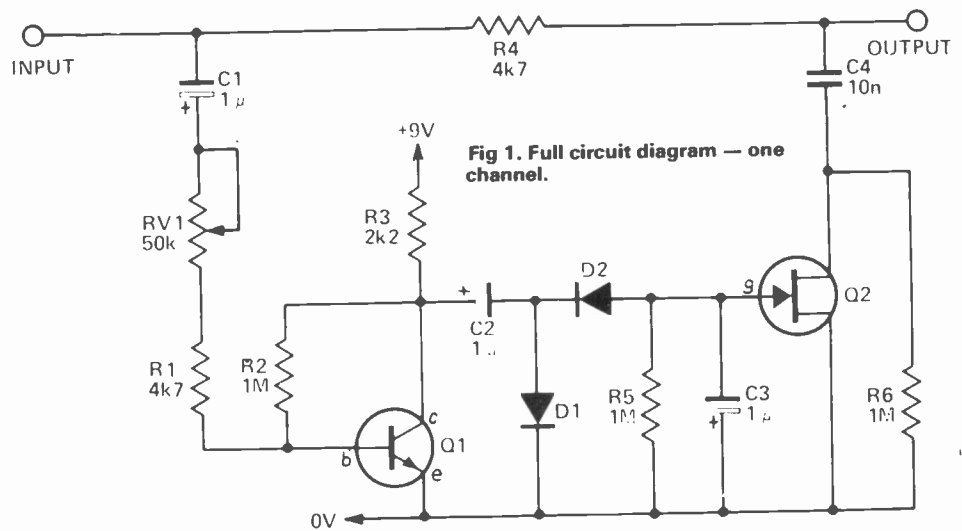 INPUT
R4
4k7
OUTPUT
C1
1μ
+
C4
10n
+9V
Fig 1. Full circuit diagram — one
channel.
RV1
50k
R3
2k2
D2
+
g
Q2
C2
R1
4k7
R2
1M
D1
R5
1M
C3
1μ
+
R6
1M
c
Q1
b
e
0V